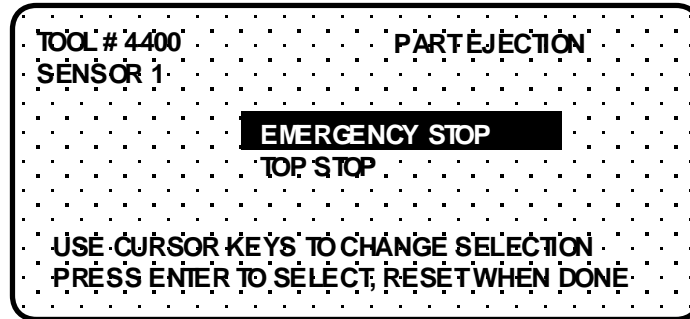 TOOL # 4400 PART EJECTION
SENSOR 1
EMERGENCY STOP
TOP STOP
USE CURSOR KEYS TO CHANGE SELECTION
PRESS ENTER TO SELECT, RESET WHEN DONE